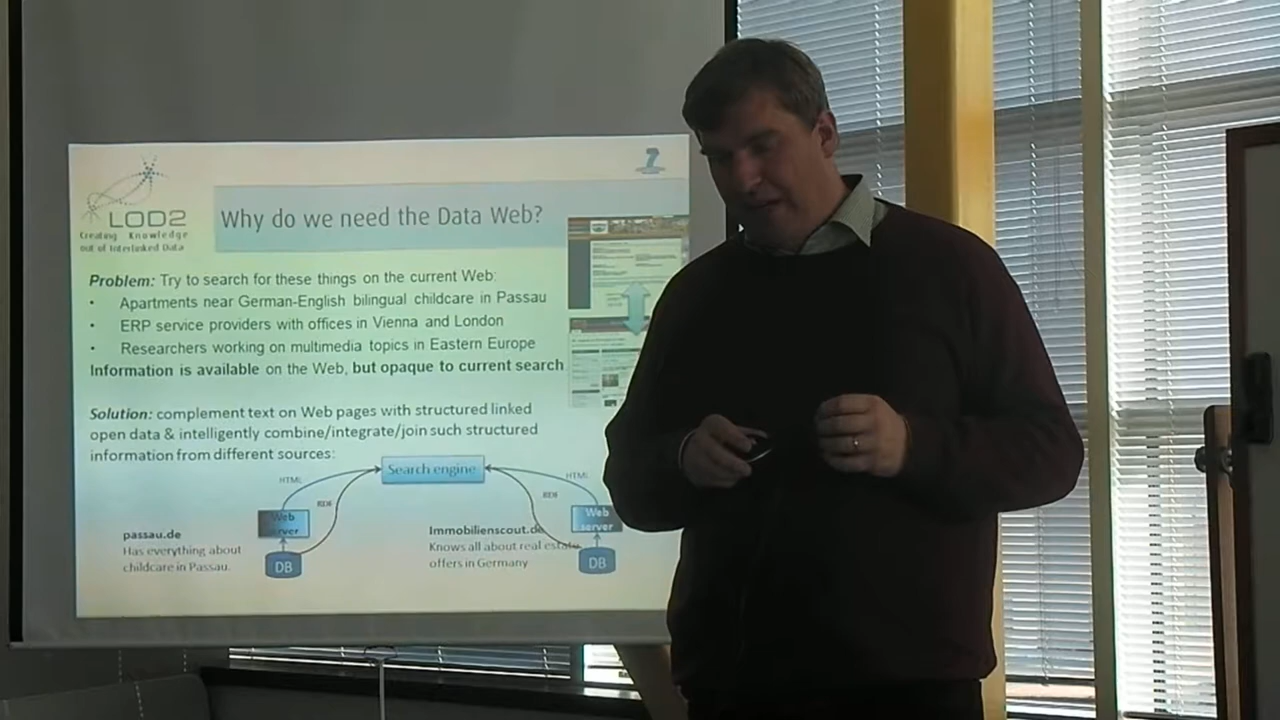 7
LOD2
Creating Knowledge
out of Interlinked Data
Why do we need the Data Web?
Problem: Try to search for these things on the current Web:
• Apartments near German-English bilingual childcare in Passau
• ERP service providers with offices in Vienna and London
• Researchers working on multimedia topics in Eastern Europe
Information is available on the Web, but opaque to current search
Solution: complement text on Web pages with structured linked
open data & intelligently combine/integrate/join such structured
information from different sources:
Search engine
HTML
HTML
RDF
RDF
Web
server
Web
server
passau.de
Has everything about
childcare in Passau.
DB
Immobilienscout.de
Knows all about real estate
offers in Germany
DB